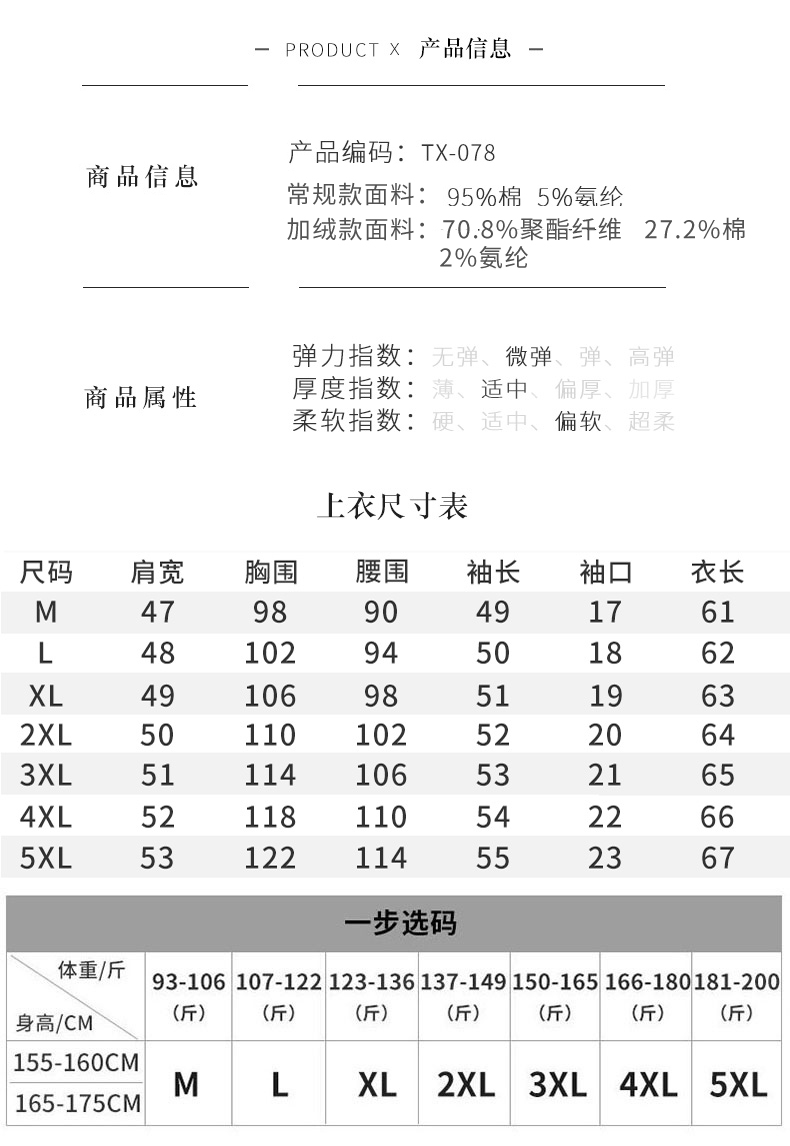 — PRODUCT X 产品信息 —
商品信息
产品编码：TX-078
常规款面料： 95%棉 5%氨纶
加绒款面料：70.8%聚酯纤维 27.2%棉
2%氨纶
商品属性
弹力指数：无弹、微弹、弹、高弹
厚度指数：薄、适中、偏厚、加厚
柔软指数：硬、适中、偏软、超柔
上衣尺寸表
尺码 肩宽 胸围 腰围 袖长 袖口 衣长
M 47 98 90 49 17 61
L 48 102 94 50 18 62
XL 49 106 98 51 19 63
2XL 50 110 102 52 20 64
3XL 51 114 106 53 21 65
4XL 52 118 110 54 22 66
5XL 53 122 114 55 23 67
一步选码
体重/斤
身高/CM
93-106 107-122 123-136 137-149 150-165 166-180 181-200
（斤） （斤） （斤） （斤） （斤） （斤） （斤）
155-160CM
165-175CM
M L XL 2XL 3XL 4XL 5XL